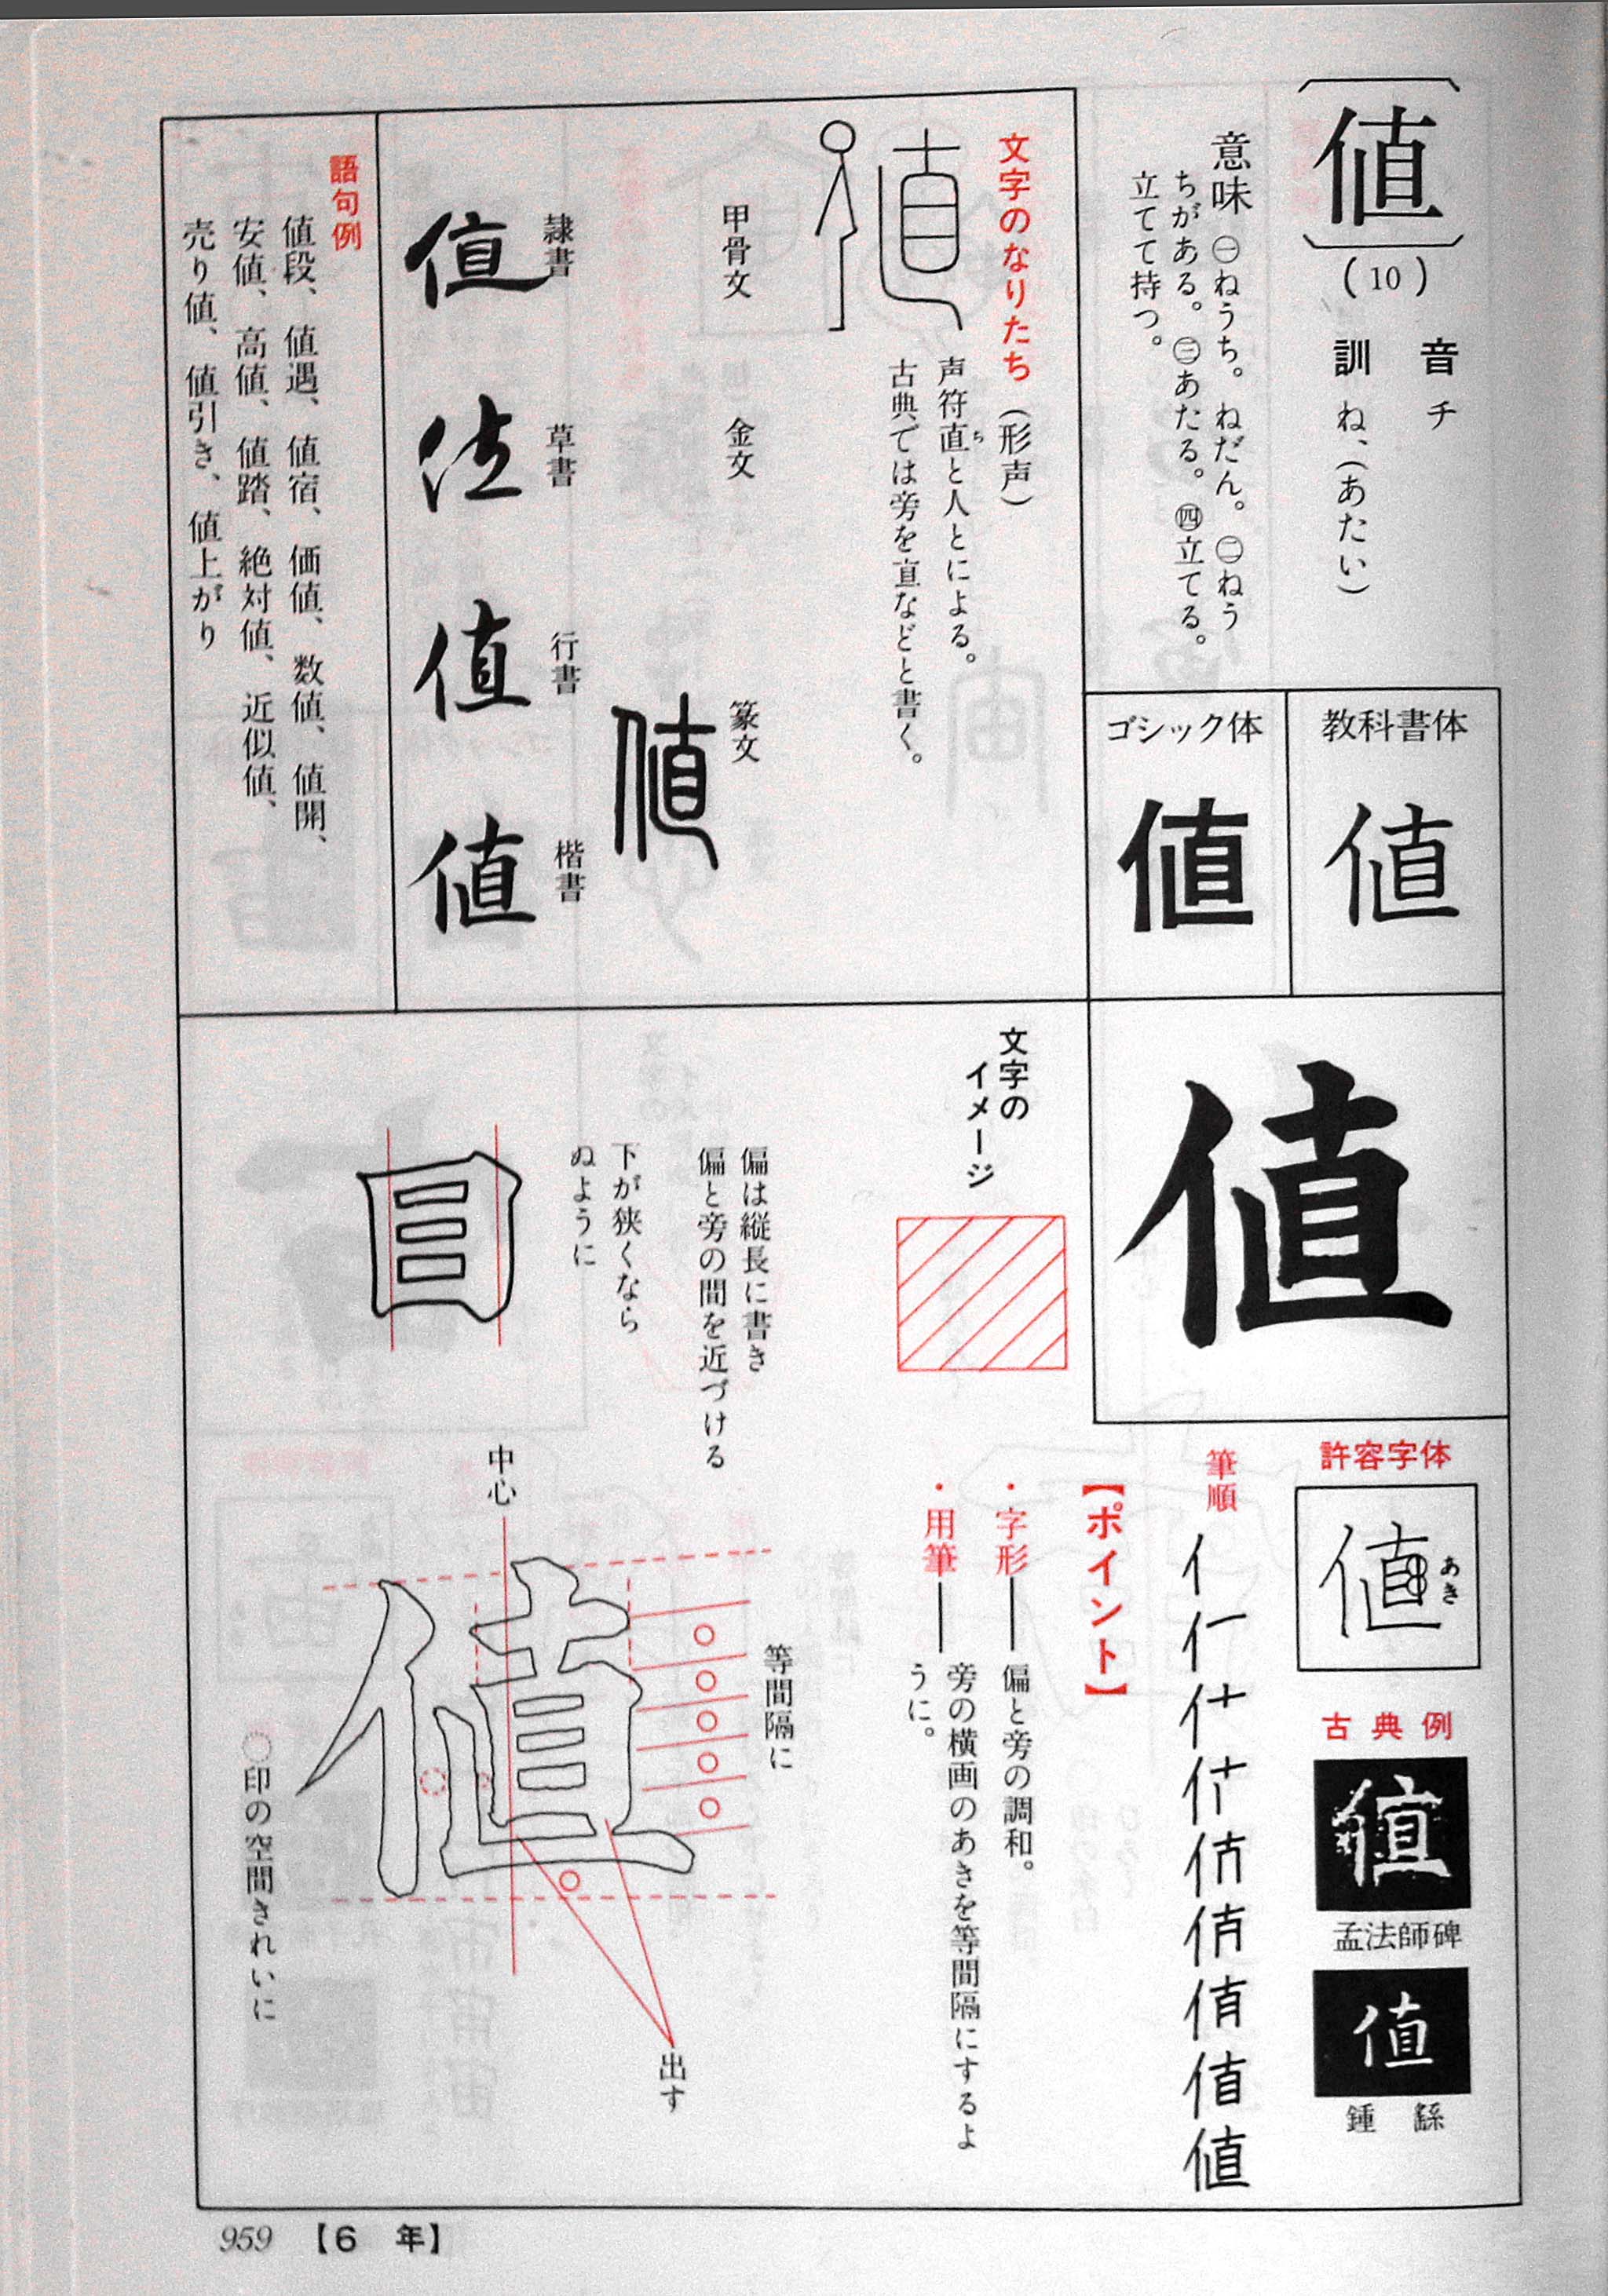 値
(10)
音 チ
訓 ね、(あたい)
意味 ㊀ねうち。ねだん。㊁ねう
ちがある。㊂あたる。㊃立てる。
立てて持つ。
教科書体
値
ゴシック体
値
文字のなりたち(形声)
声符直と人とによる。
ち
古典では旁を直などと書く。
甲骨文
金文
篆文
値
隷書
値
草書
値
行書
値
楷書
値
語句例
値段、値遇、値宿、価値、数値、値開、
安値、高値、値踏、絶対値、近似値、
売り値、値引き、値上がり
値
許容字体
値
あき
古典例
値
孟法師碑
値
鍾繇
筆順
値
【ポイント】
・字形――偏と旁の調和。
・用筆――旁の横画のあきを等間隔にするよ
うに。
文字の
イメージ
偏は縦長に書き
偏と旁の間を近づける
下が狭くなら
ぬように
中心
等間隔に
出す
○印の空間きれいに
959 【6 年】